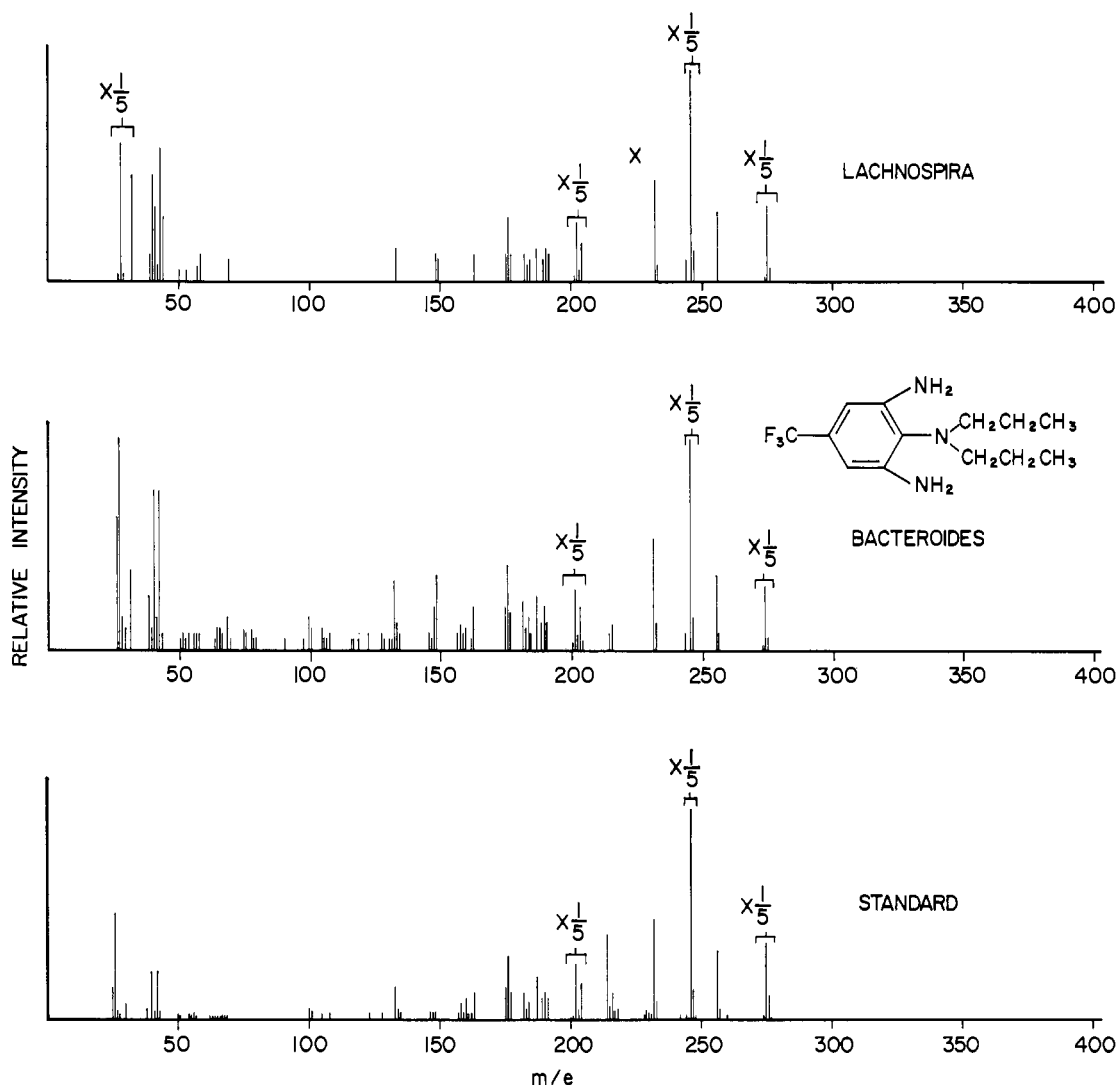 X 1/5
X 1/5
X 1/5
X
X 1/5
LACHNOSPIRA
50 100 150 200 250 300 350 400
RELATIVE INTENSITY
X 1/5
X 1/5
X 1/5
NH₂
F₃C
N
CH₂CH₂CH₃
CH₂CH₂CH₃
NH₂
BACTEROIDES
50 100 150 200 250 300 350 400
X 1/5
X 1/5
X 1/5
STANDARD
50 100 150 200 250 300 350 400
m/e